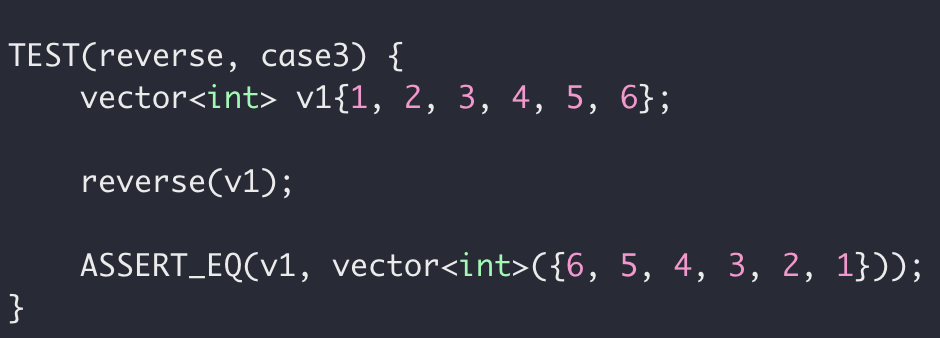 TEST(reverse, case3) {
    vector<int> v1{1, 2, 3, 4, 5, 6};
    reverse(v1);
    ASSERT_EQ(v1, vector<int>({6, 5, 4, 3, 2, 1}));
}